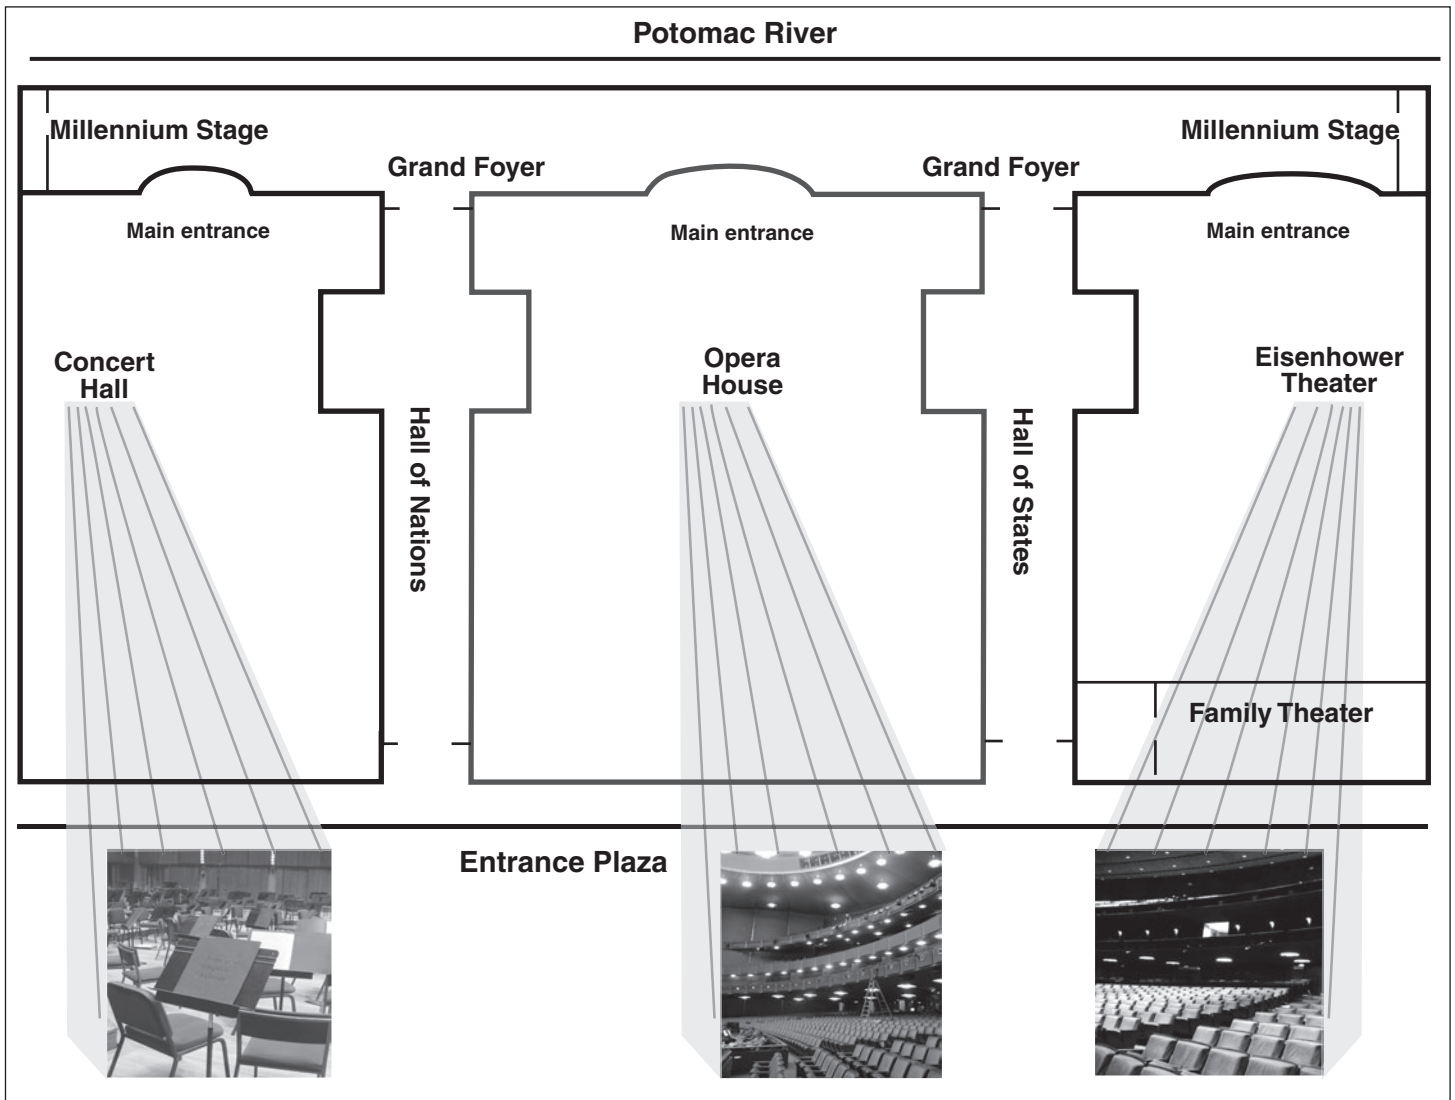 Potomac River
Millennium Stage
Millennium Stage
Grand Foyer
Grand Foyer
Main entrance
Main entrance
Main entrance
Concert
Hall
Opera
House
Eisenhower
Theater
Hall of Nations
Hall of States
Family Theater
Entrance Plaza